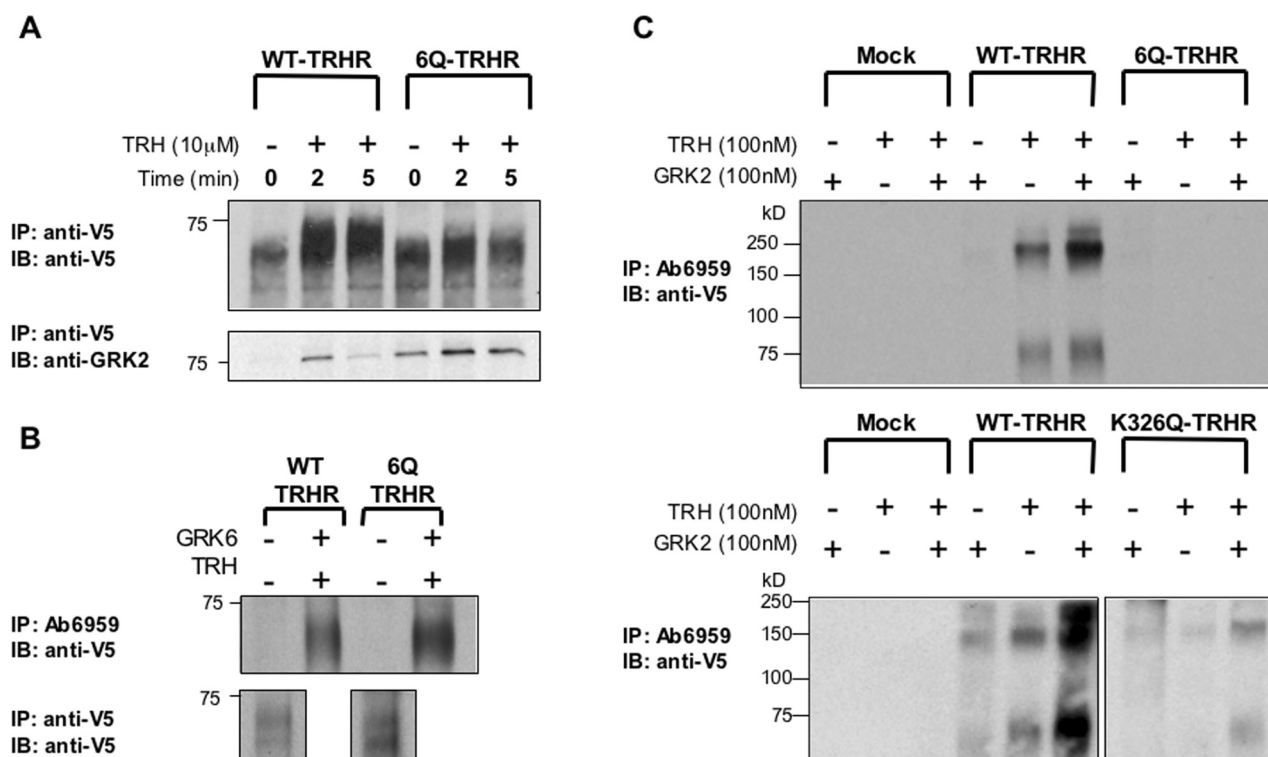 A
WT-TRHR 6Q-TRHR
TRH (10μM) - + + - + +
Time (min) 0 2 5 0 2 5
75
IP: anti-V5
IB: anti-V5
IP: anti-V5
IB: anti-GRK2
75
B
WT
TRHR
6Q
TRHR
GRK6 - + - +
TRH - + - +
75
IP: Ab6959
IB: anti-V5
75
IP: anti-V5
IB: anti-V5
C
Mock WT-TRHR 6Q-TRHR
TRH (100nM) - + + - + + - + +
GRK2 (100nM) + - + + - + + - +
kD
250
150
100
75
IP: Ab6959
IB: anti-V5
Mock WT-TRHR K326Q-TRHR
TRH (100nM) - + + - + + - + +
GRK2 (100nM) + - + + - + + - +
kD
250
150
100
75
IP: Ab6959
IB: anti-V5